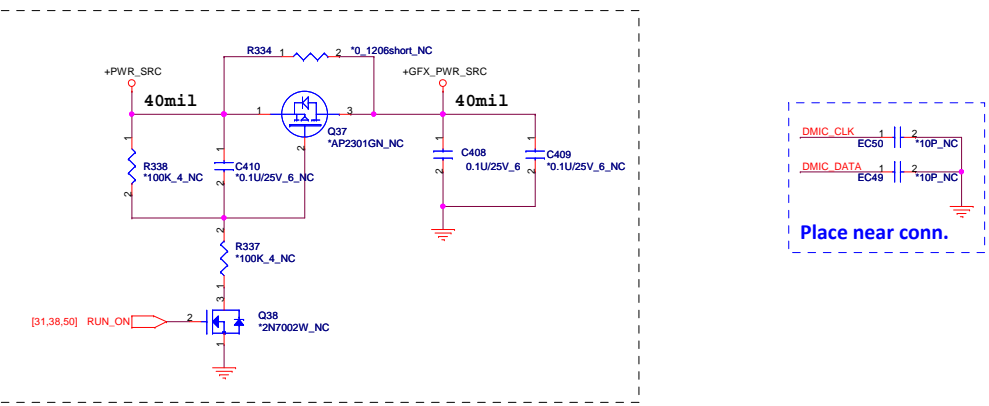 R334 1 2 *0_1206short_NC
+PWR_SRC
+GFX_PWR_SRC
40mil
40mil
1
3
Q37
*AP2301GN_NC
2
1
R338
*100K_4_NC
2
1
C410
*0.1U/25V_6_NC
2
1
C408
0.1U/25V_6
2
1
C409
*0.1U/25V_6_NC
2
2
R337
*100K_4_NC
1
3
[31,38,50] RUN_ON 2
Q38
*2N7002W_NC
1
DMIC_CLK 1 2
EC50 *10P_NC
DMIC_DATA 1 2
EC49 *10P_NC
Place near conn.